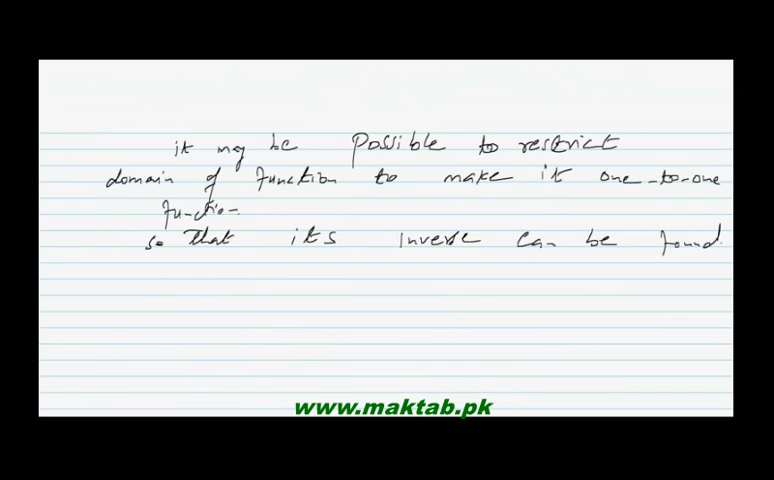 it may be possible to restrict
domain of function to make it one-to-one
function.
so that its inverse can be found.
www.maktab.pk